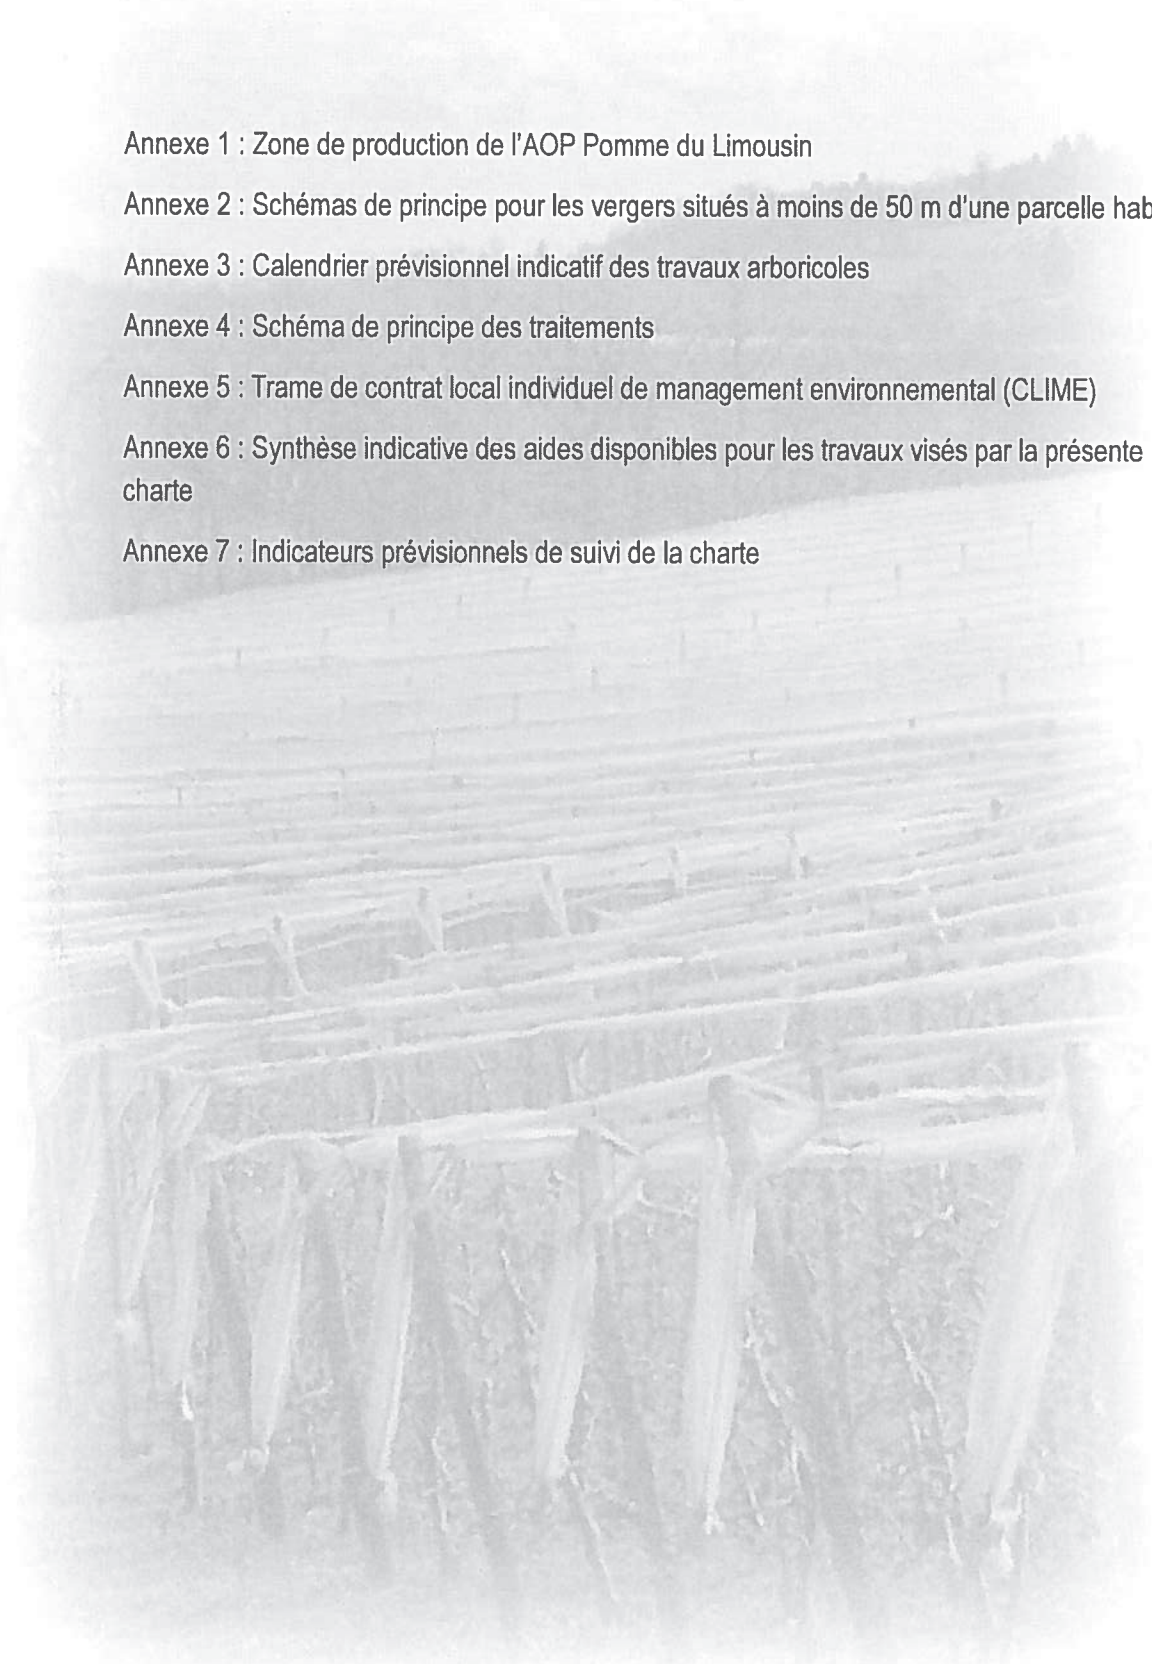 Annexe 1 : Zone de production de l'AOP Pomme du Limousin
Annexe 2 : Schémas de principe pour les vergers situés à moins de 50 m d'une parcelle hab
Annexe 3 : Calendrier prévisionnel indicatif des travaux arboricoles
Annexe 4 : Schéma de principe des traitements
Annexe 5 : Trame de contrat local individuel de management environnemental (CLIME)
Annexe 6 : Synthèse indicative des aides disponibles pour les travaux visés par la présente
charte
Annexe 7 : Indicateurs prévisionnels de suivi de la charte